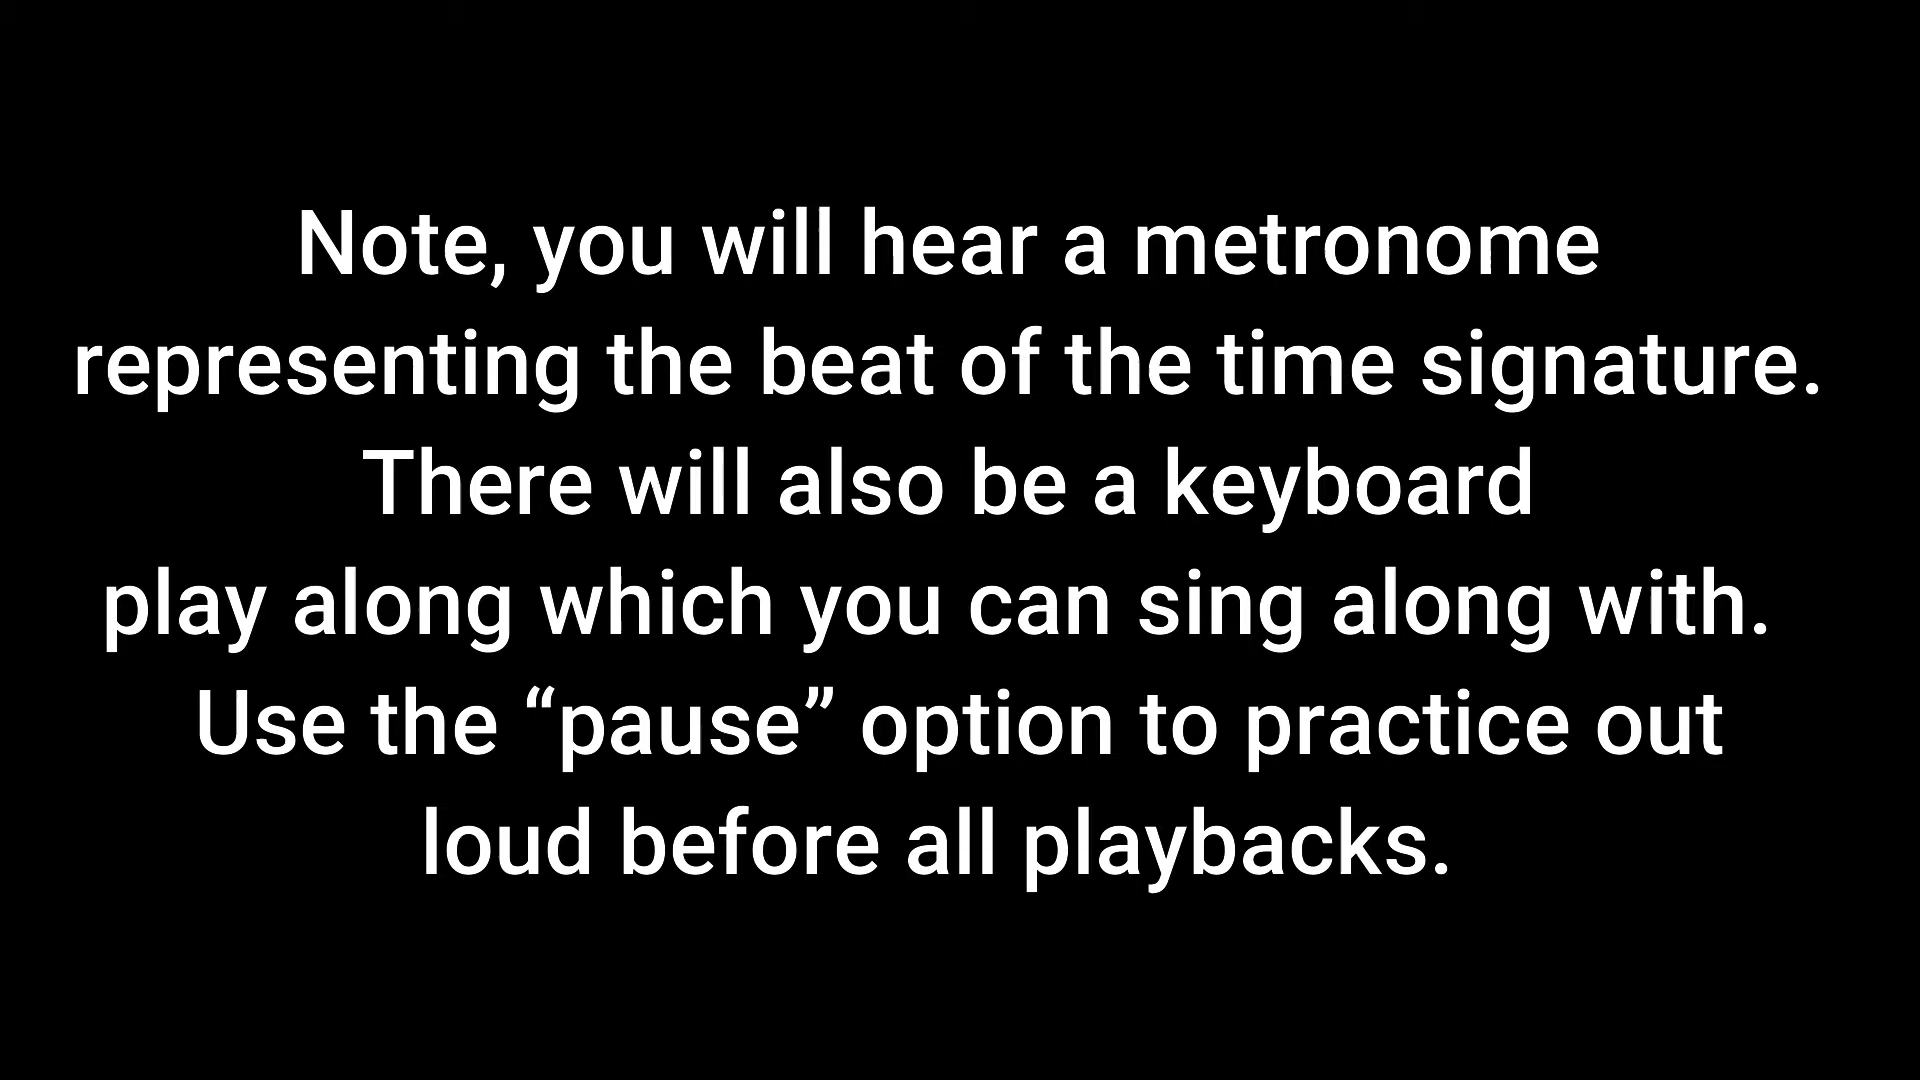 Note, you will hear a metronome
representing the beat of the time signature.
There will also be a keyboard
play along which you can sing along with.
Use the “pause” option to practice out
loud before all playbacks.